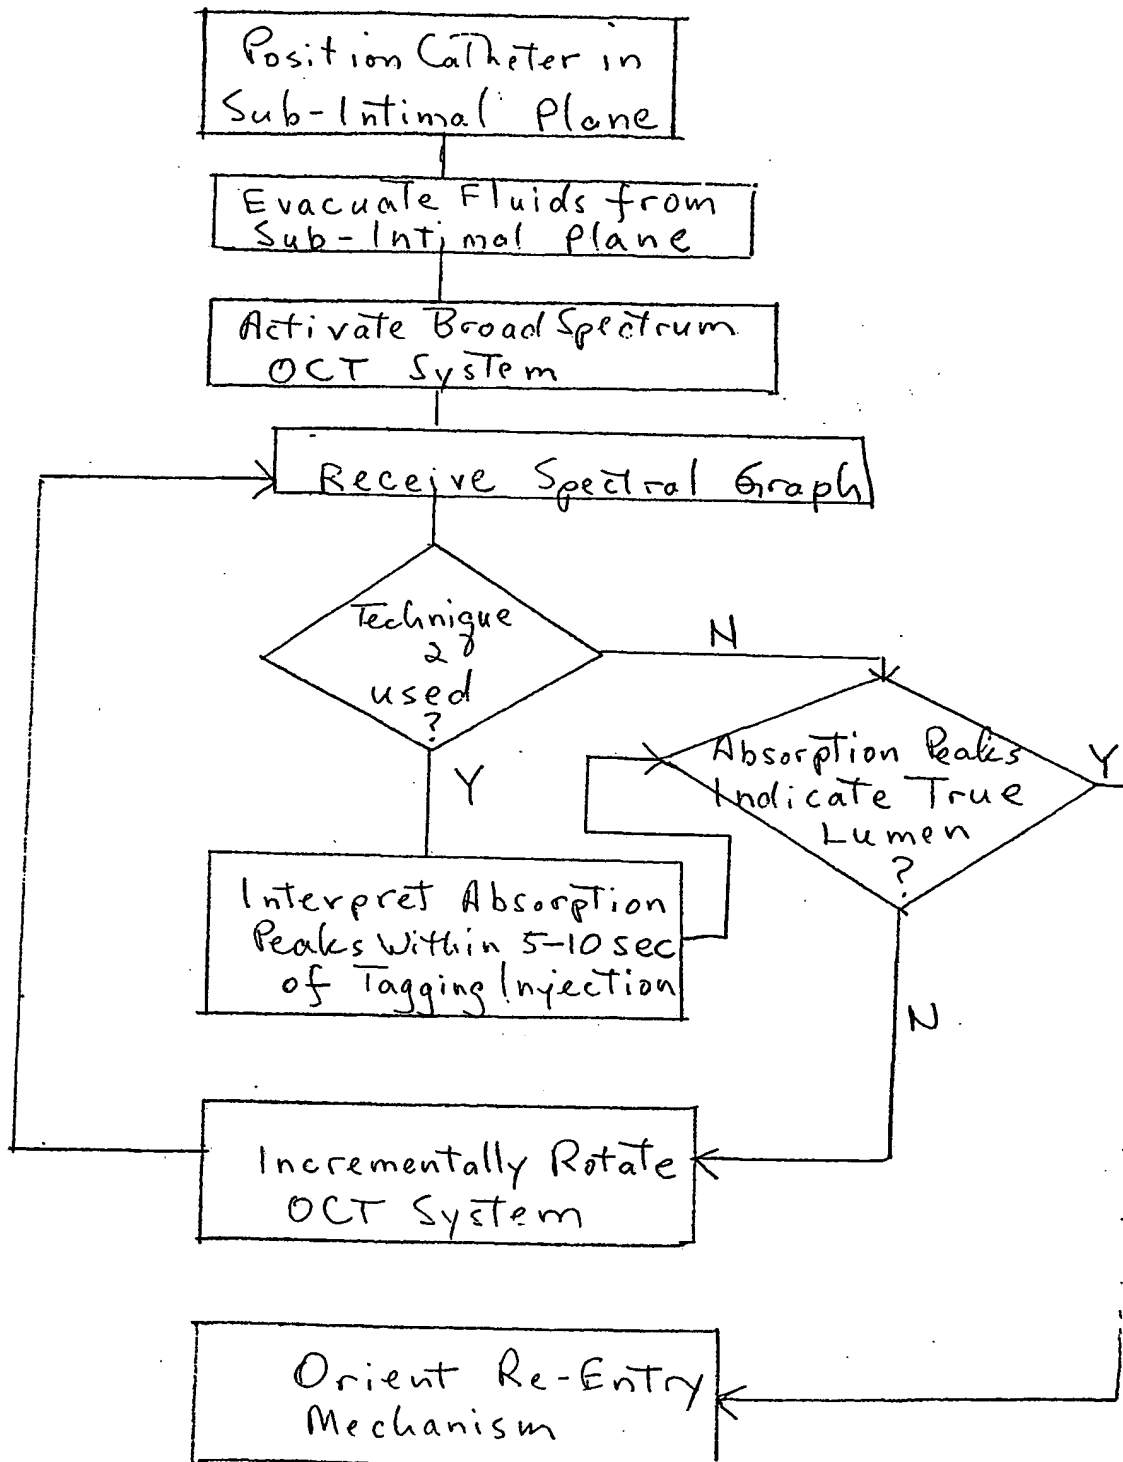 Position Catheter in
Sub-Intimal Plane
Evacuate Fluids from
Sub-Intimal Plane
Activate Broad Spectrum
OCT System
Receive Spectral Graph
Technique
2
used
?
N
Y
Absorption Peaks
Indicate True
Lumen
?
Y
Interpret Absorption
Peaks Within 5-10 sec
of Tagging Injection
N
Incrementally Rotate
OCT System
Orient Re-Entry
Mechanism